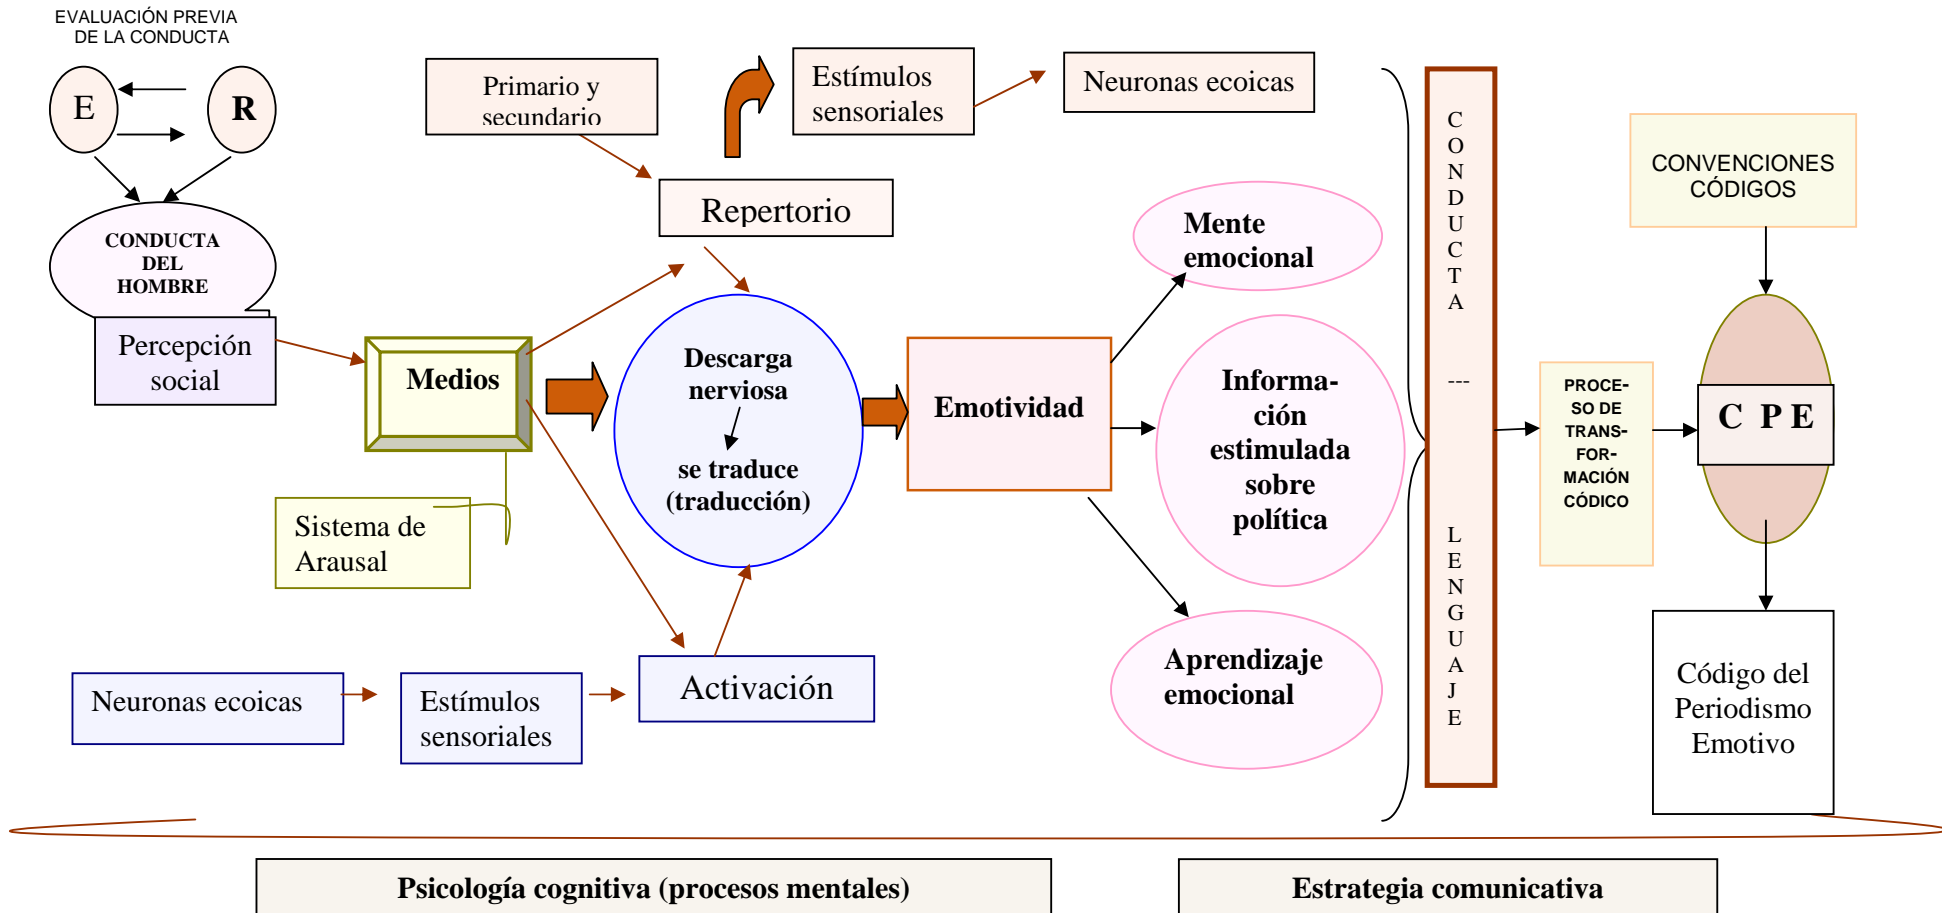 EVALUACIÓN PREVIA
DE LA CONDUCTA
E
R
CONDUCTA
DEL
HOMBRE
Percepción
social
Primario y
secundario
Estímulos
sensoriales
Neuronas ecoicas
Repertorio
Medios
Sistema de
Arausal
Descarga
nerviosa
se traduce
(traducción)
Emotividad
Mente
emocional
Informa-
ción
estimulada
sobre
política
Aprendizaje
emocional
Neuronas ecoicas
Estímulos
sensoriales
Activación
C
O
N
D
U
C
T
A
---
L
E
N
G
U
A
J
E
PROCE-
SO DE
TRANS-
FOR-
MACIÓN
CÓDICO
CONVENCIONES
CÓDIGOS
C P E
Código del
Periodismo
Emotivo
Psicología cognitiva (procesos mentales)
Estrategia comunicativa